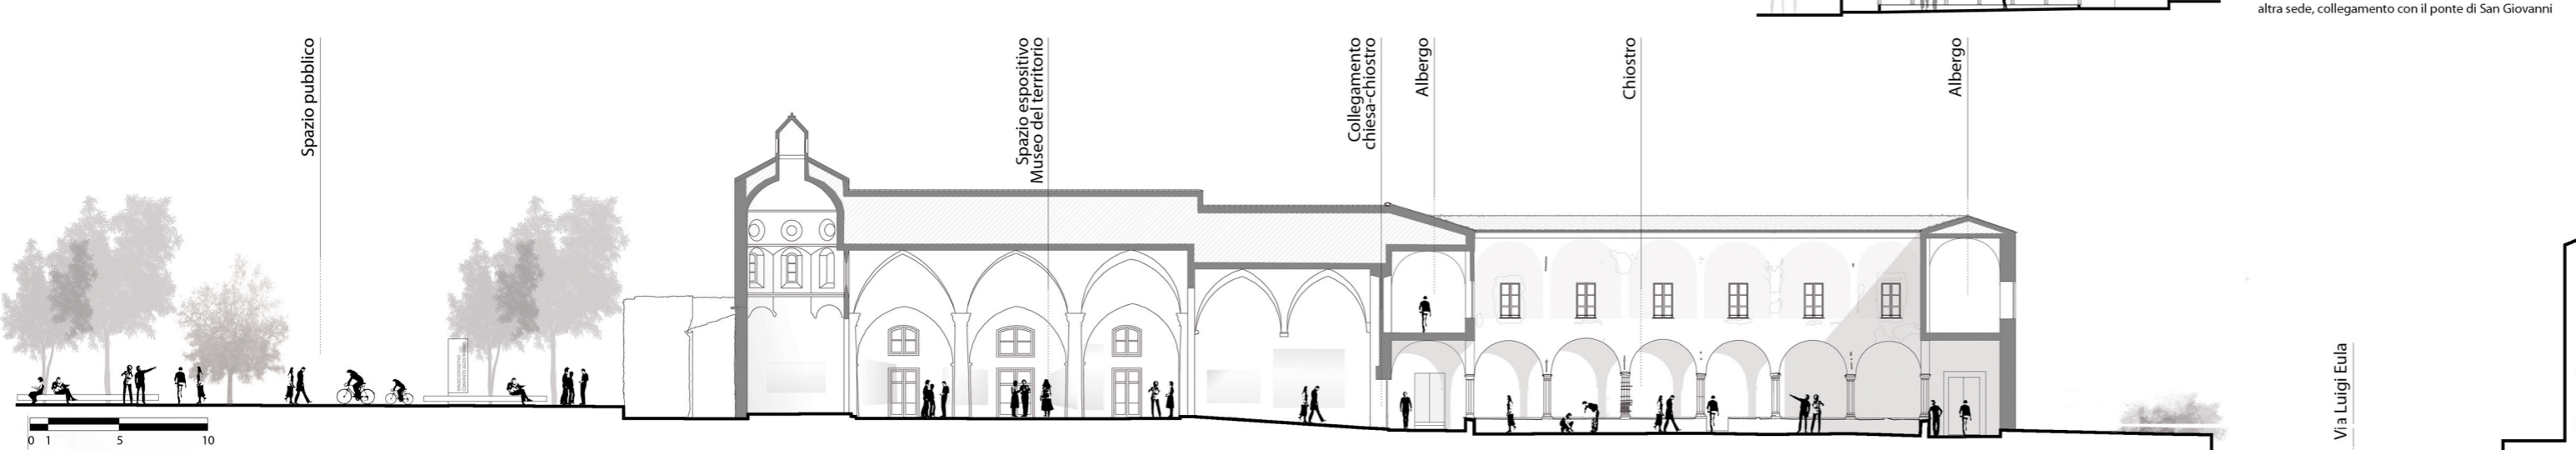 altra sede, collegamento con il ponte di San Giovanni
Spazio pubblico
Spazio espositivo
Museo del territorio
Collegamento
chiesa-chiostro
Albergo
Chiostro
Albergo
Via Luigi Eula
0 1 5 10